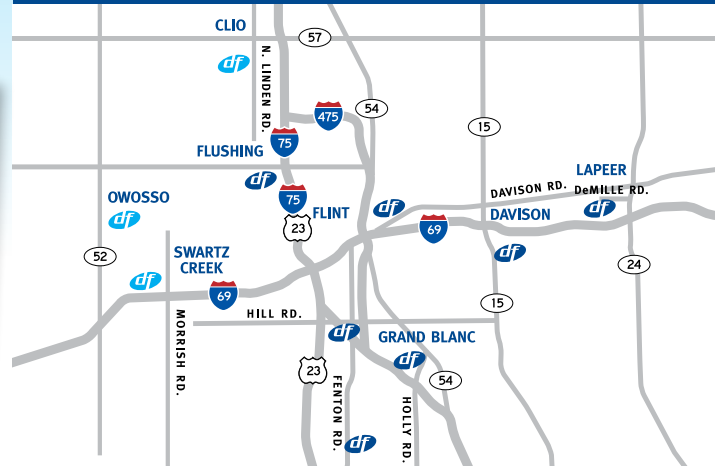 CLIO
57
N. LINDEN RD.
df
54
475
15
75
FLUSHING
LAPEER
df
DAVISON RD.
DeMILLE RD.
OWOSSO
75
df
df
df
FLINT
DAVISON
23
69
52
SWARTZ
CREEK
df
24
df
69
15
HILL RD.
MORRISH RD.
df
GRAND BLANC
df
23
54
FENTON RD.
HOLLY RD.
df